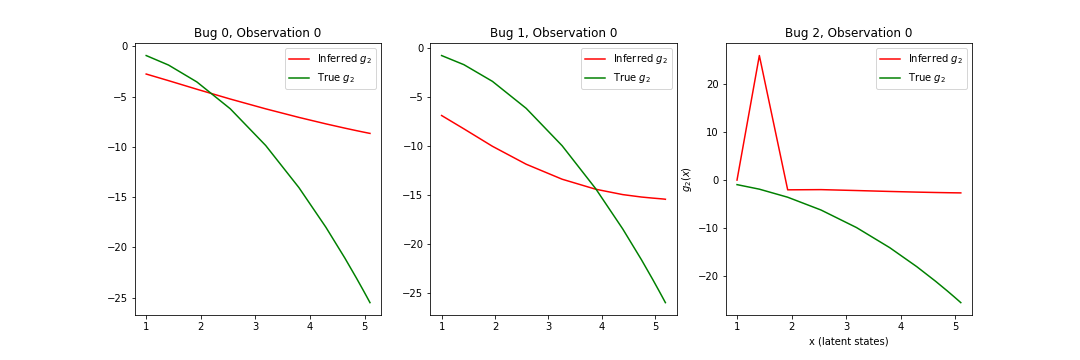 Bug 0, Observation 0
Inferred g₂
True g₂
0
−5
−10
−15
−20
−25
1 2 3 4 5
Bug 1, Observation 0
Inferred g₂
True g₂
0
−5
−10
−15
−20
−25
1 2 3 4 5
Bug 2, Observation 0
Inferred g₂
True g₂
g₂(x)
20
10
0
−10
−20
1 2 3 4 5
x (latent states)